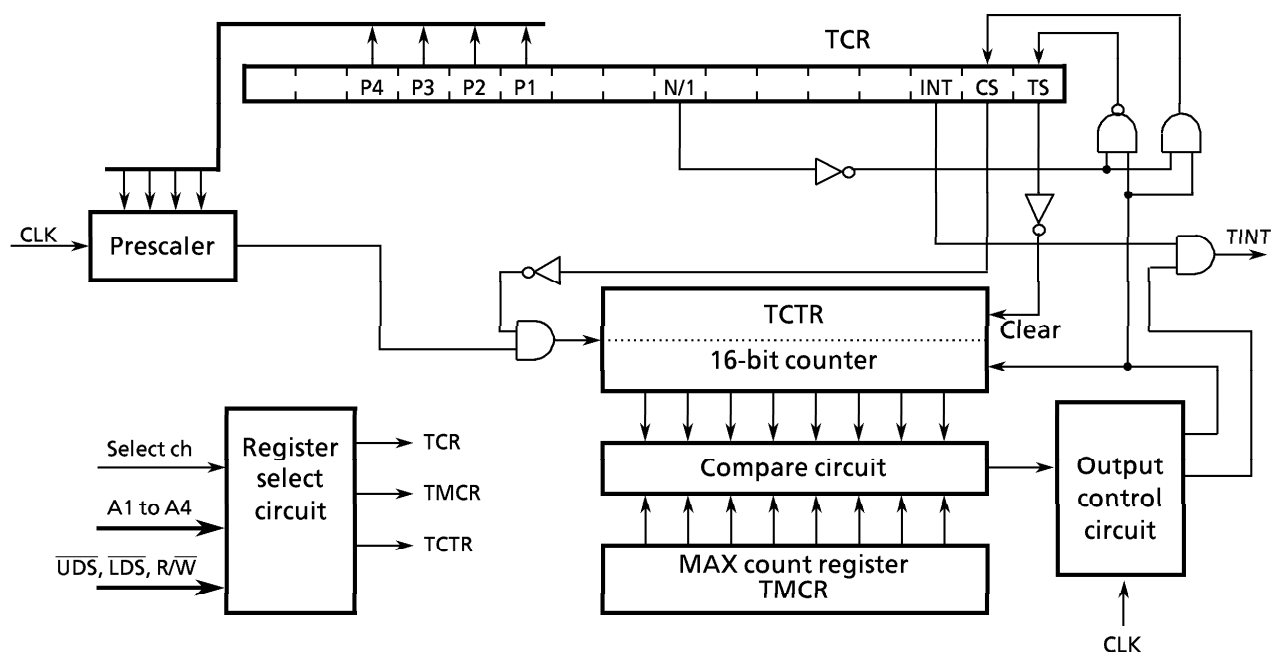 TCR
P4 P3 P2 P1 N/1 INT CS TS
CLK
Prescaler
TINT
TCTR
16-bit counter
Clear
Select ch
A1 to A4
UDS, LDS, R/W
Register
select
circuit
TCR
TMCR
TCTR
Compare circuit
MAX count register
TMCR
Output
control
circuit
CLK